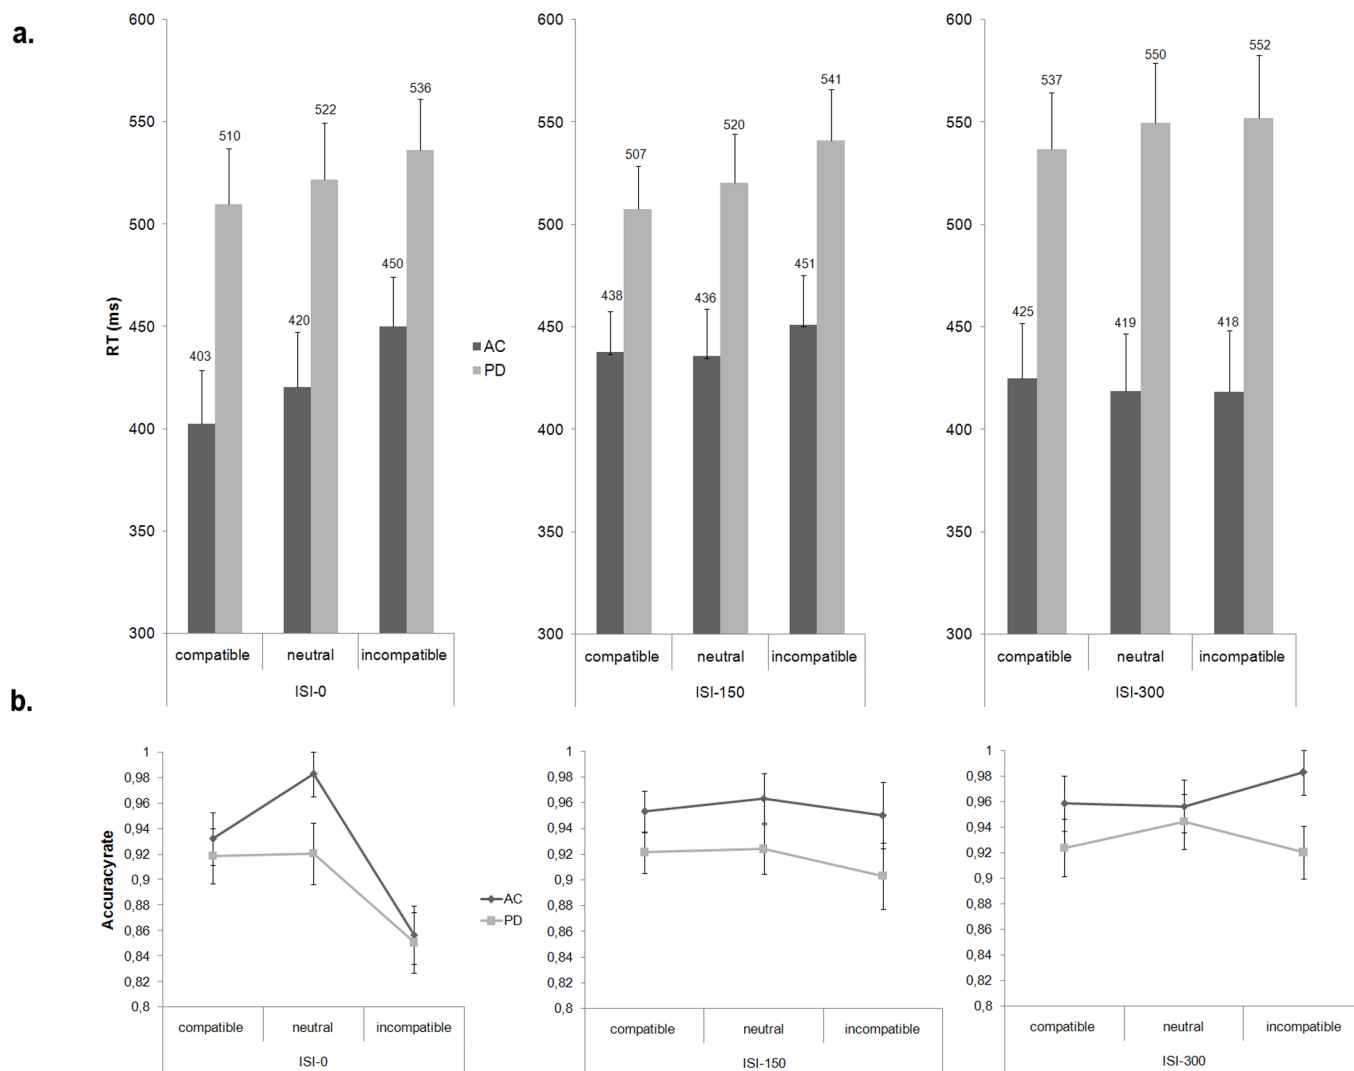 a.
600
550
500
450
400
350
300
RT (ms)
510
522
536
403
420
450
compatible
neutral
incompatible
ISI-0
AC
PD
600
550
500
450
400
350
300
507
520
541
438
436
451
compatible
neutral
incompatible
ISI-150
600
550
500
450
400
350
300
537
550
552
425
419
418
compatible
neutral
incompatible
ISI-300
b.
1
0,98
0,96
0,94
0,92
0,9
0,88
0,86
0,84
0,82
0,8
Accuracyrate
compatible
neutral
incompatible
ISI-0
AC
PD
1
0,98
0,96
0,94
0,92
0,9
0,88
0,86
0,84
0,82
0,8
compatible
neutral
incompatible
ISI-150
1
0,98
0,96
0,94
0,92
0,9
0,88
0,86
0,84
0,82
0,8
compatible
neutral
incompatible
ISI-300